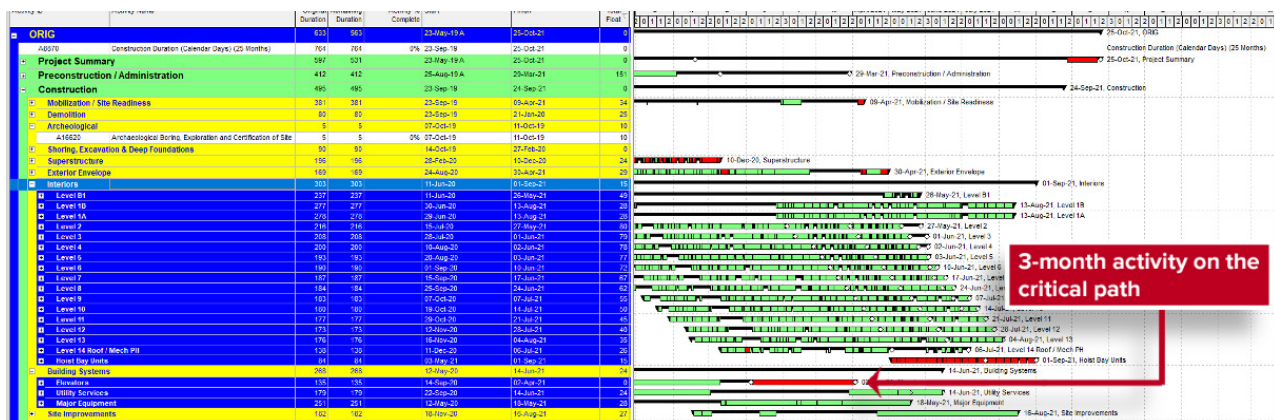 Activity Name
Original
Duration
Remaining
Duration
Activity %
Complete
Start
Finish
Total
Float
ORIG 633 563 23-May-19 A 25-Oct-21 0
A0870 Construction Duration (Calendar Days) (25 Months) 764 764 0% 23-Sep-19 25-Oct-21 0
Project Summary 597 531 23-May-19 A 25-Oct-21 0
Preconstruction / Administration 412 412 25-Aug-19 A 29-Mar-21 151
Construction 495 495 23-Sep-19 24-Sep-21 0
Mobilization / Site Readiness 381 381 23-Sep-19 09-Apr-21 34
Demolition 80 80 23-Sep-19 21-Jan-20 25
Archeological 5 5 07-Oct-19 11-Oct-19 10
A16620 Archaeological Boring, Exploration and Certification of Site 5 5 0% 07-Oct-19 11-Oct-19 10
Shoring, Excavation & Deep Foundations 90 90 14-Oct-19 27-Feb-20 0
Superstructure 196 196 28-Feb-20 10-Dec-20 24
Exterior Envelope 169 169 24-Aug-20 30-Apr-21 29
Interiors 303 303 11-Jun-20 01-Sep-21 15
Level B1 237 237 11-Jun-20 26-May-21 49
Level 1B 277 277 30-Jun-20 13-Aug-21 28
Level 1A 278 278 29-Jun-20 13-Aug-21 28
Level 2 216 216 15-Jul-20 27-May-21 80
Level 3 208 208 28-Jul-20 01-Jun-21 79
Level 4 200 200 10-Aug-20 02-Jun-21 78
Level 5 193 193 20-Aug-20 03-Jun-21 77
Level 6 190 190 01-Sep-20 10-Jun-21 72
Level 7 187 187 15-Sep-20 17-Jun-21 67
Level 8 184 184 25-Sep-20 24-Jun-21 62
Level 9 183 183 07-Oct-20 07-Jul-21 55
Level 10 180 180 19-Oct-20 14-Jul-21 50
Level 11 177 177 29-Oct-20 21-Jul-21 45
Level 12 173 173 12-Nov-20 28-Jul-21 40
Level 13 176 176 16-Nov-20 04-Aug-21 35
Level 14 Roof / Mech PH 138 138 11-Dec-20 06-Jul-21 26
Hoist Bay Units 84 84 03-May-21 01-Sep-21 15
Building Systems 268 268 12-May-20 14-Jun-21 24
Elevators 135 135 14-Sep-20 02-Apr-21 0
Utility Services 179 179 22-Sep-20 14-Jun-21 24
Major Equipment 251 251 12-May-20 18-May-21 28
Site Improvements 182 182 18-Nov-20 16-Aug-21 27
25-Oct-21, ORIG
Construction Duration (Calendar Days) (25 Months)
25-Oct-21, Project Summary
29-Mar-21, Preconstruction / Administration
24-Sep-21, Construction
09-Apr-21, Mobilization / Site Readiness
10-Dec-20, Superstructure
30-Apr-21, Exterior Envelope
01-Sep-21, Interiors
26-May-21, Level B1
13-Aug-21, Level 1B
13-Aug-21, Level 1A
27-May-21, Level 2
01-Jun-21, Level 3
02-Jun-21, Level 4
03-Jun-21, Level 5
10-Jun-21, Level 6
17-Jun-21
24-Jun-21
07-Jul-21
21-Jul-21, Level 11
28-Jul-21, Level 12
04-Aug-21, Level 13
06-Jul-21, Level 14 Roof / Mech PH
01-Sep-21, Hoist Bay Units
14-Jun-21, Building Systems
14-Jun-21, Utility Services
18-May-21, Major Equipment
16-Aug-21, Site Improvements
3-month activity on the
critical path